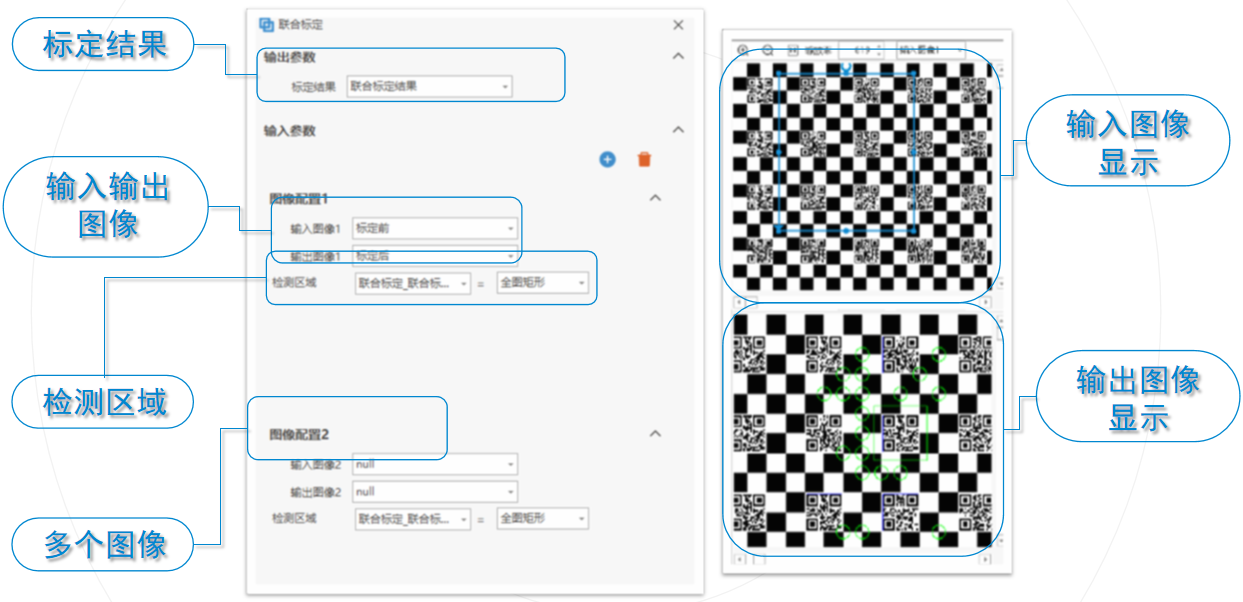 标定结果
输入输出
图像
检测区域
多个图像
联合标定
输出参数
标定结果 联合标定结果
输入参数
图像配置1
输入图像1 标定前
输出图像1 标定后
检测区域 联合标定_联合标... = 全图矩形
图像配置2
输入图像2 null
输出图像2 null
检测区域 联合标定_联合标... = 全图矩形
输入图像1
输入图像
显示
输出图像
显示